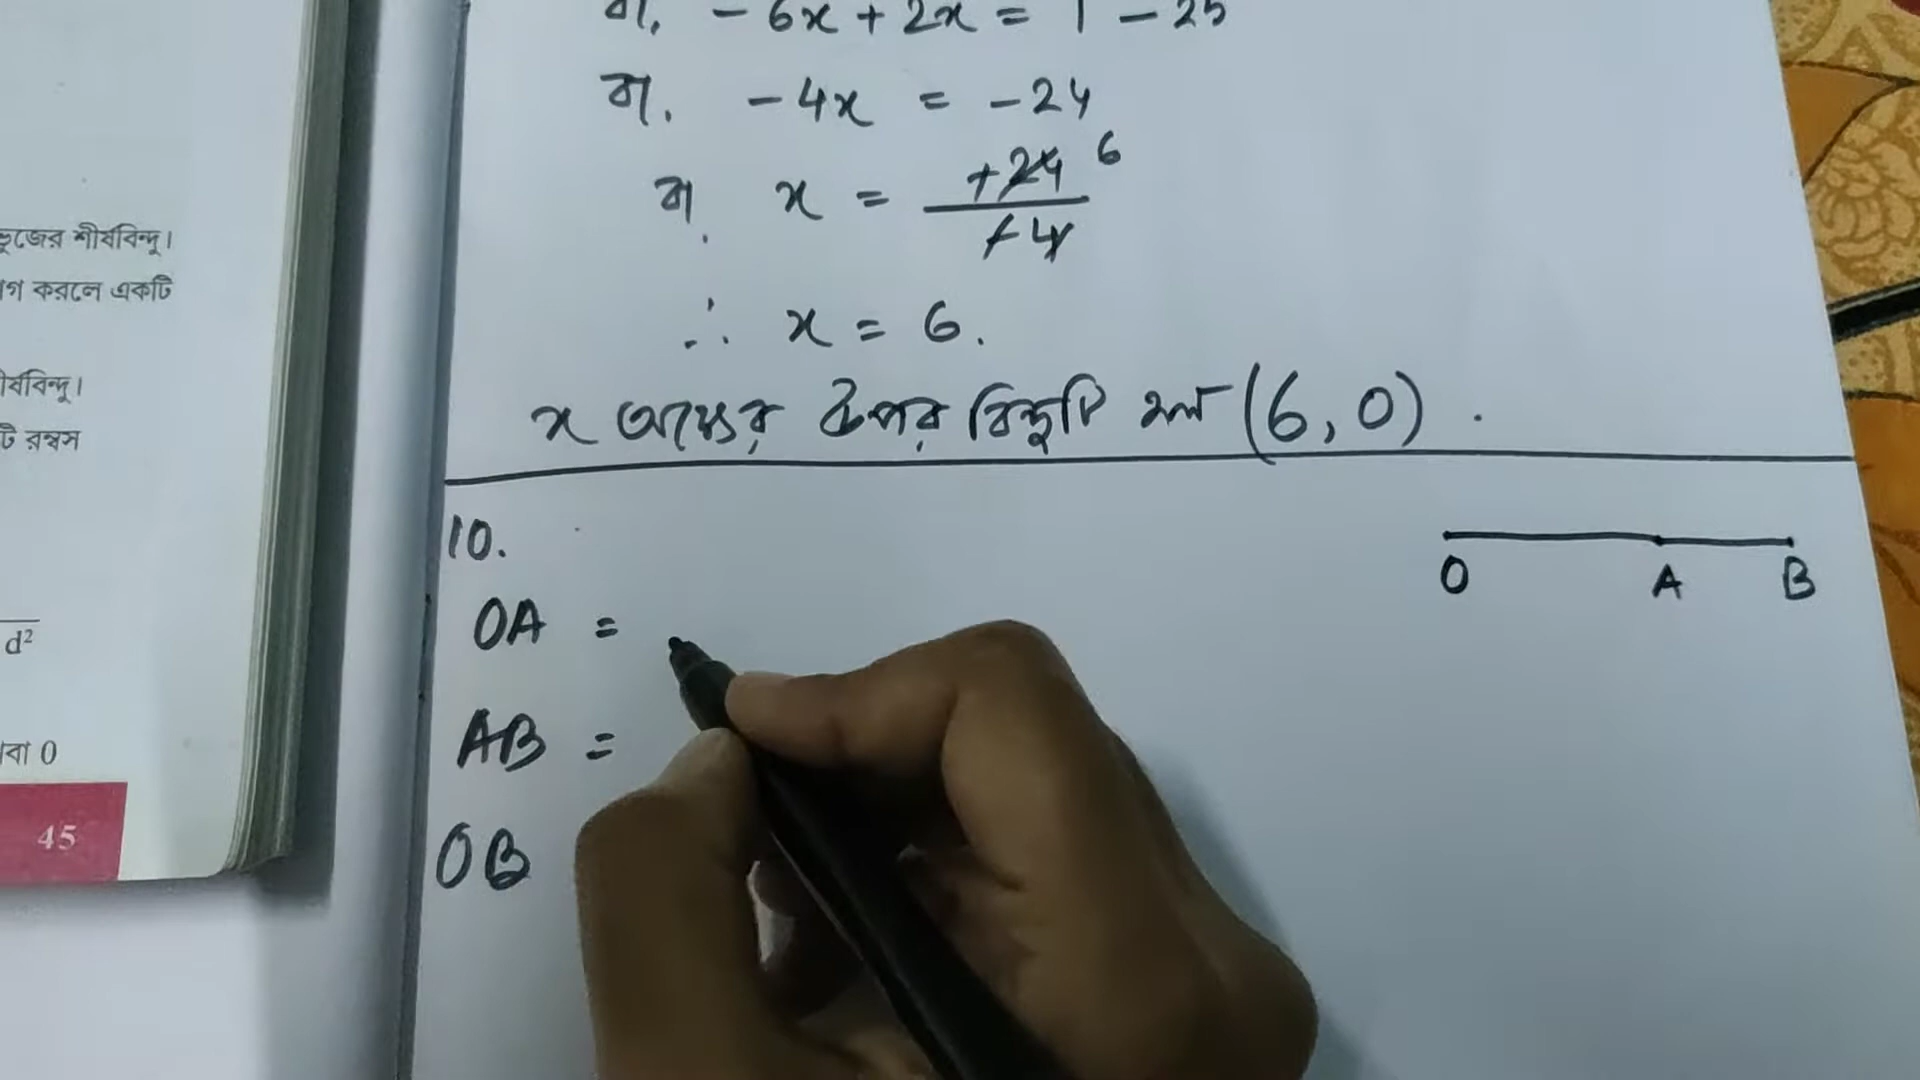 ভুজের শীর্ষবিন্দু।
গ করলে একটি
র্ষবিন্দু।
টি রম্বস
d²
বা 0
45
বা. - 6x + 2x = 1 - 25
বা. - 4x = - 24
বা. x = +24 6 / +4
∴ x = 6.
x অক্ষের উপর বিন্দুটি হল (6, 0).
10.
O A B
OA =
AB =
OB